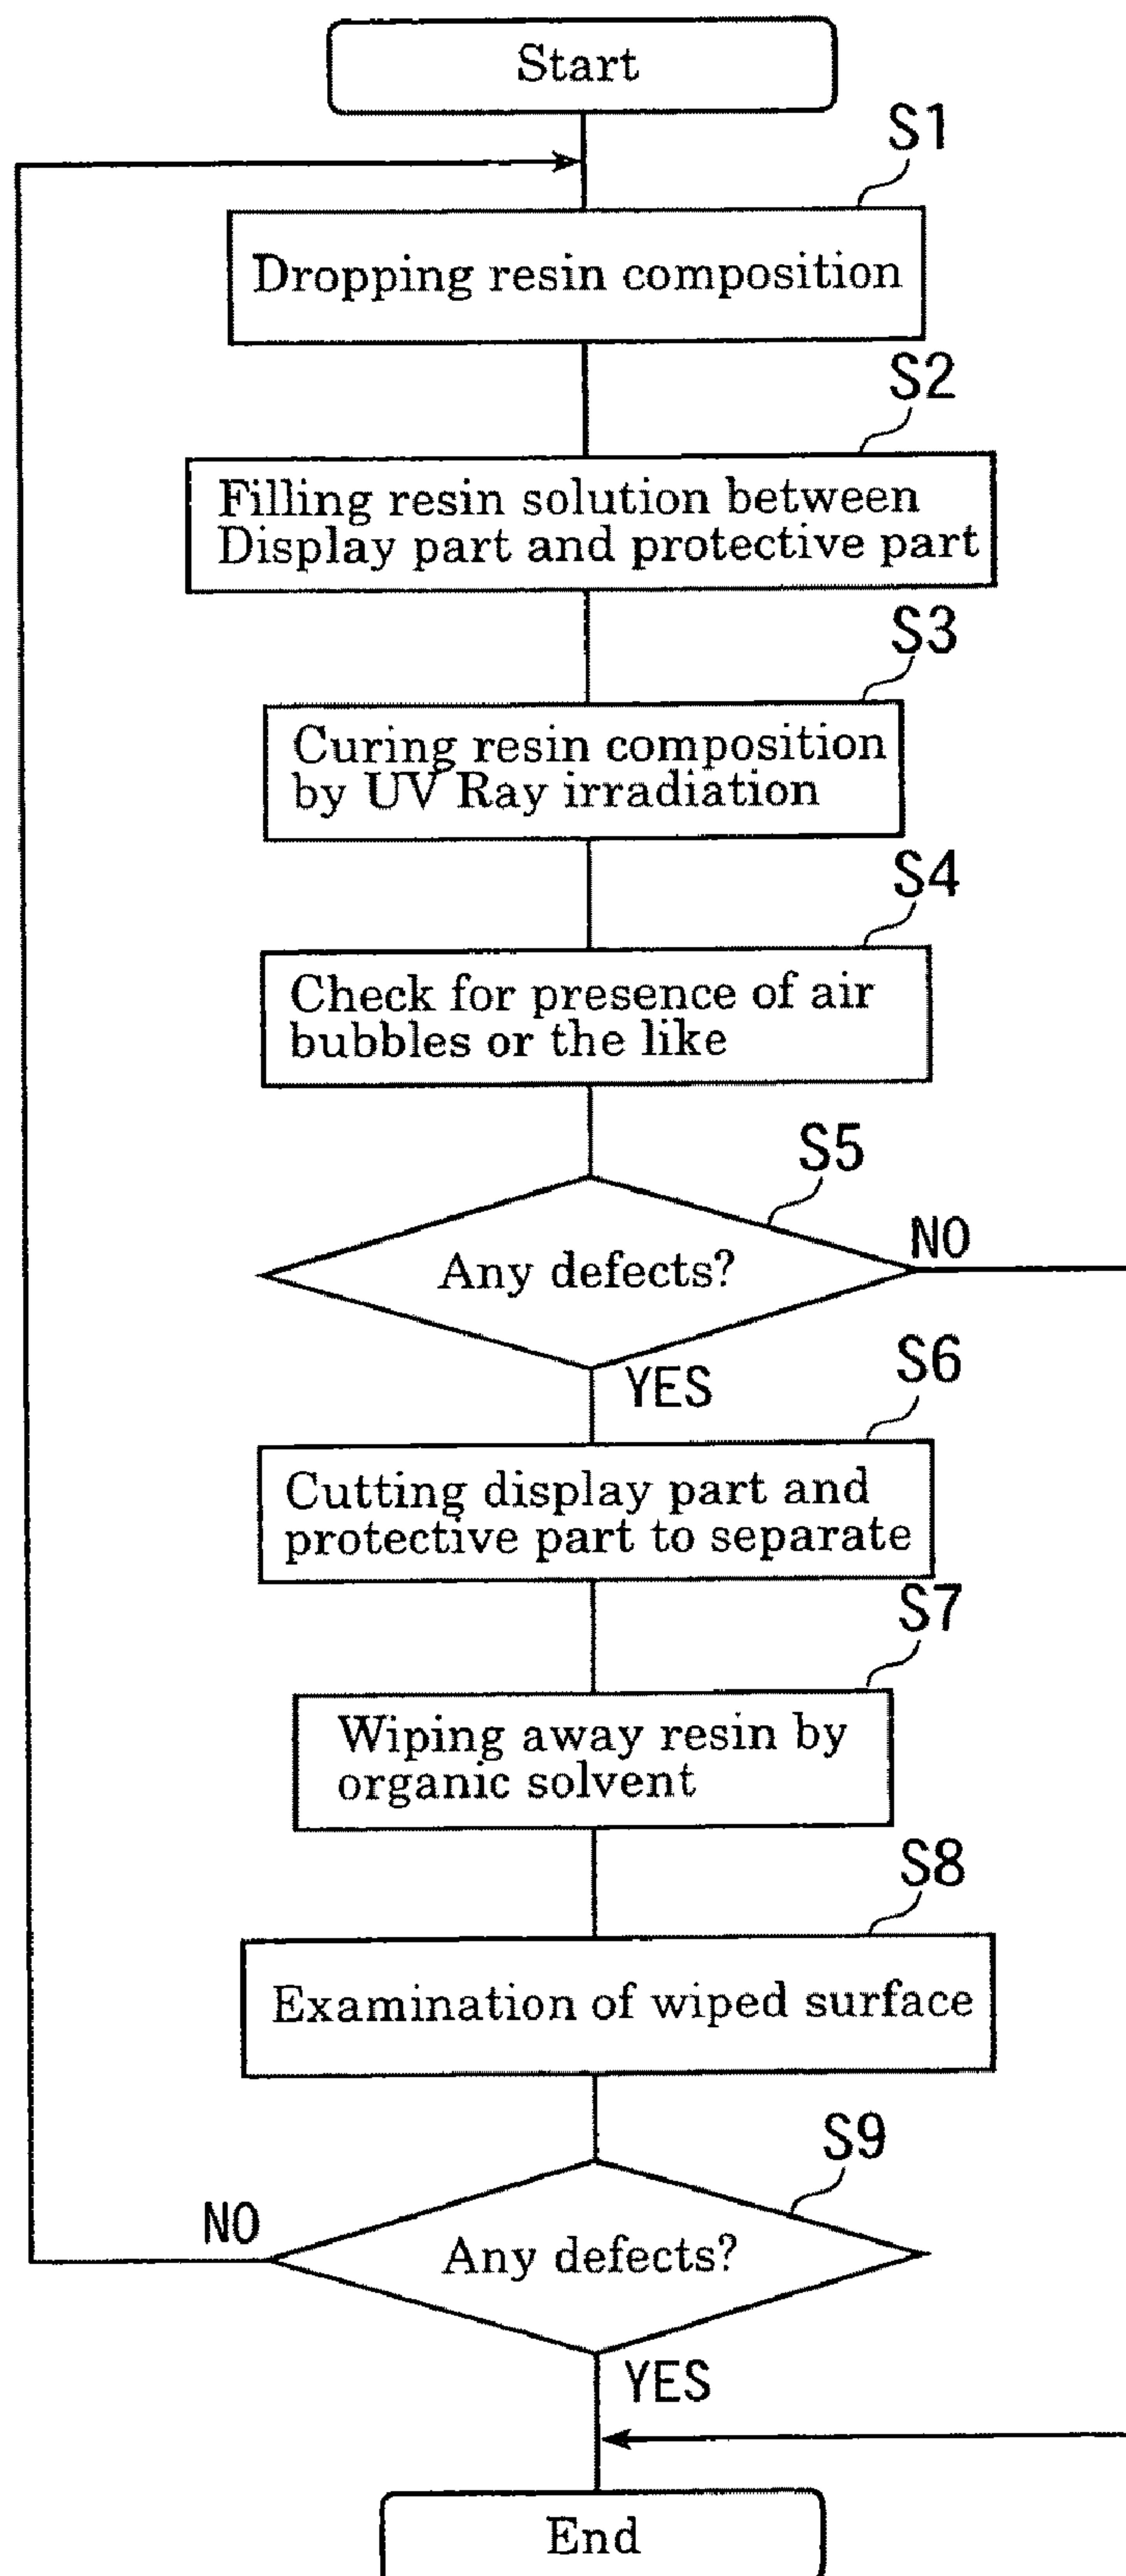 Start
S1
Dropping resin composition
S2
Filling resin solution between
Display part and protective part
S3
Curing resin composition
by UV Ray irradiation
S4
Check for presence of air
bubbles or the like
S5
Any defects?
NO
YES
S6
Cutting display part and
protective part to separate
S7
Wiping away resin by
organic solvent
S8
Examination of wiped surface
S9
NO
Any defects?
YES
End